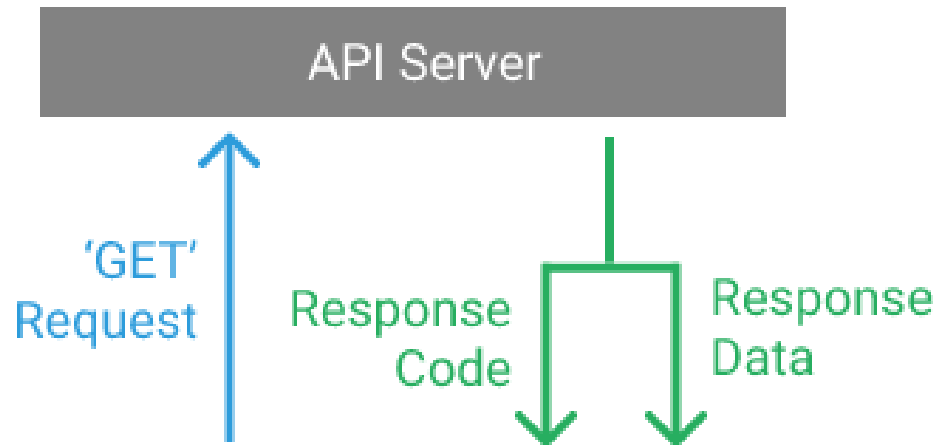 API Server
‘GET’
Request
Response
Code
Response
Data